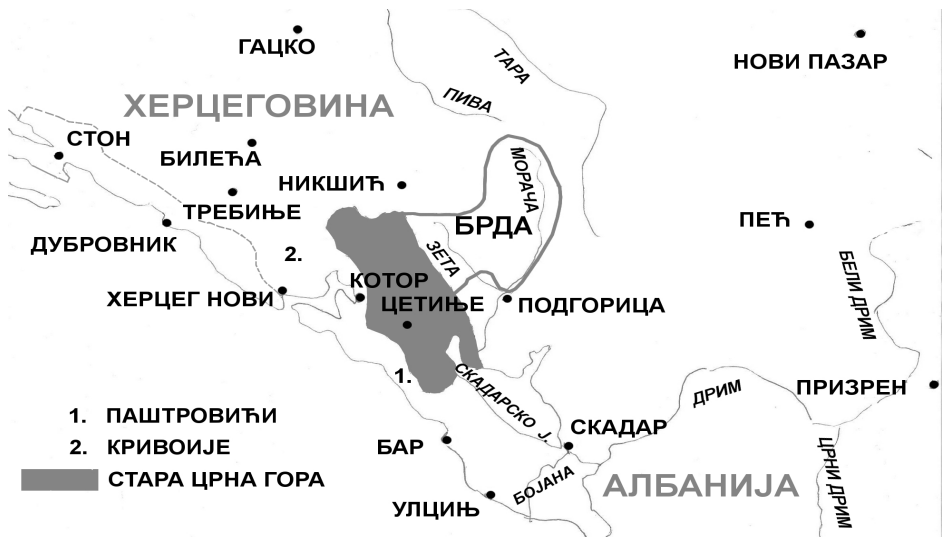 ГАЦКО
НОВИ ПАЗАР
ТАРА
ПИВА
ХЕРЦЕГОВИНА
СТОН
БИЛЕЋА
НИКШИЋ
МОРАЧА
ТРЕБИЊЕ
БРДА
ПЕЋ
ДУБРОВНИК
2.
ЗЕТА
БЕЛИ ДРИМ
КОТОР
ХЕРЦЕГ НОВИ
ЦЕТИЊЕ
ПОДГОРИЦА
1.
СКАДАРСКО Ј.
ДРИМ
ПРИЗРЕН
1. ПАШТРОВИЋИ
2. КРИВОИЈЕ
СТАРА ЦРНА ГОРА
БАР
СКАДАР
ЦРНИ ДРИМ
БОЈАНА
АЛБАНИЈА
УЛЦИЊ